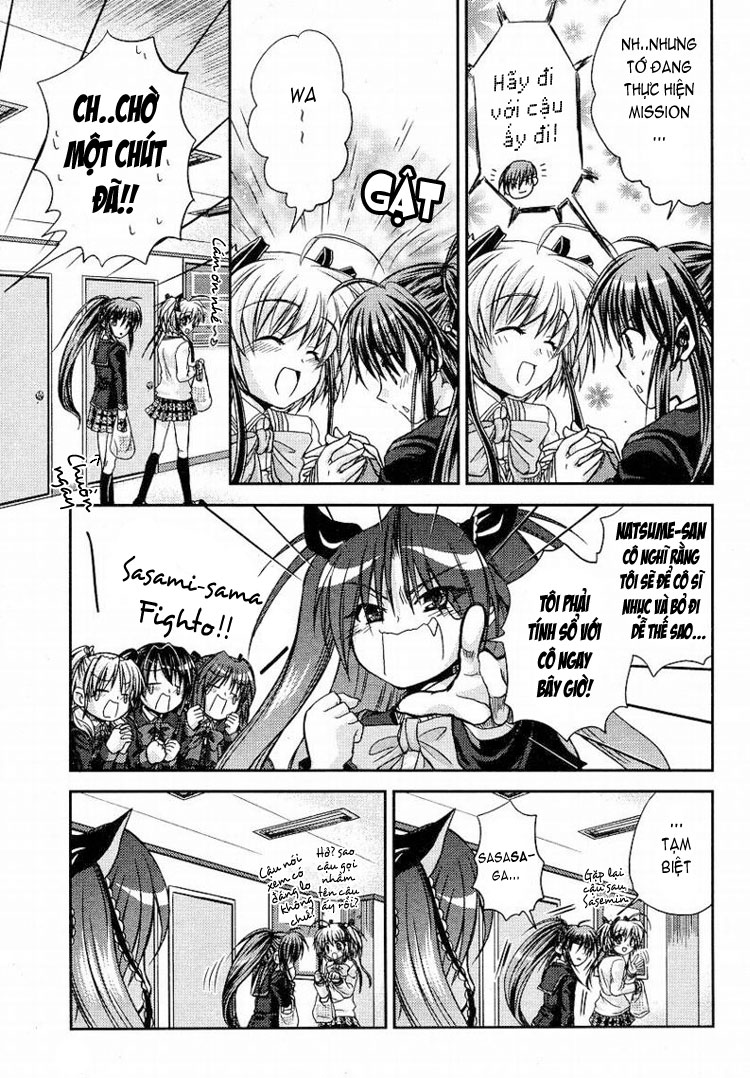 NH..NHƯNG
TỚ ĐANG
THỰC HIỆN
MISSION
...
Hãy đi
với cậu
ấy đi!
WA
~
~
GẬT
CH..CHỜ
MỘT CHÚT
ĐÃ!!
Cảm ơn nhé
Chuồn
ngay
NATSUME-SAN
CÔ NGHĨ RẰNG
TÔI SẼ ĐỂ CÔ SỈ
NHỤC VÀ BỎ ĐI
DỄ THẾ SAO...
TÔI PHẢI
TÍNH SỔ VỚI
CÔ NGAY
BÂY GIỜ!
Sasami-sama
Fighto!!
...
TẠM
BIỆT
Gặp lại
cậu sau
Sasemin
SASASA-
GA...
Hở? sao
cậu gọi
nhầm
tên cậu
ấy rồi?
Cậu nói
xem có
đáng lo
không
chứ?